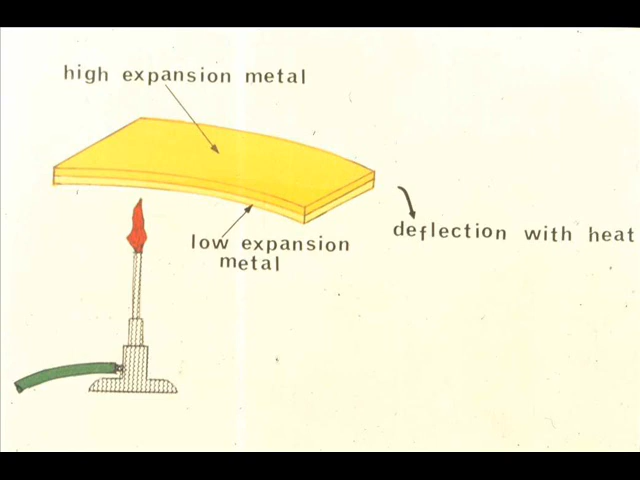 high expansion metal
low expansion
metal
deflection with heat